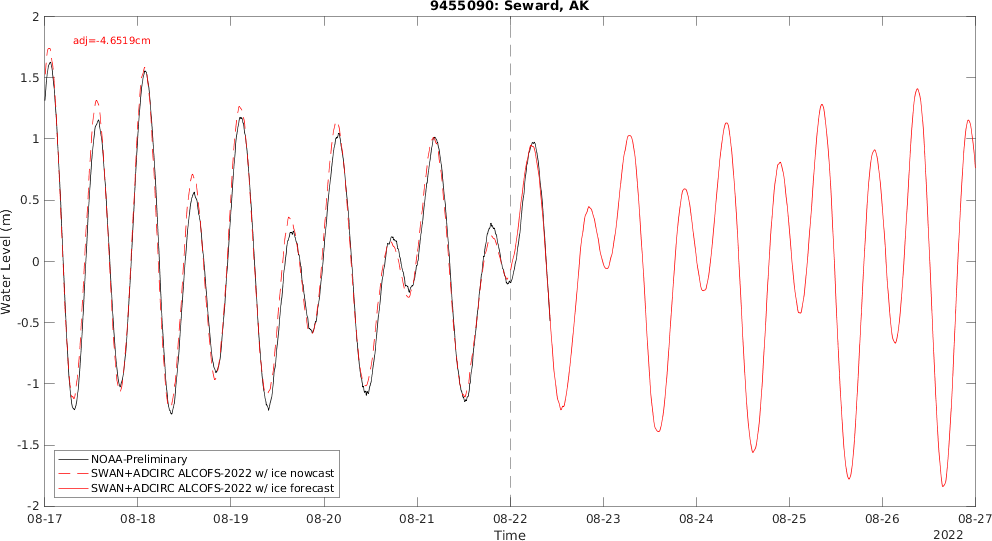 9455090: Seward, AK
adj=-4.6519cm
Water Level (m)
2
1.5
1
0.5
0
-0.5
-1
-1.5
-2
NOAA-Preliminary
SWAN+ADCIRC ALCOFS-2022 w/ ice nowcast
SWAN+ADCIRC ALCOFS-2022 w/ ice forecast
08-17 08-18 08-19 08-20 08-21 08-22 08-23 08-24 08-25 08-26 08-27
Time
2022